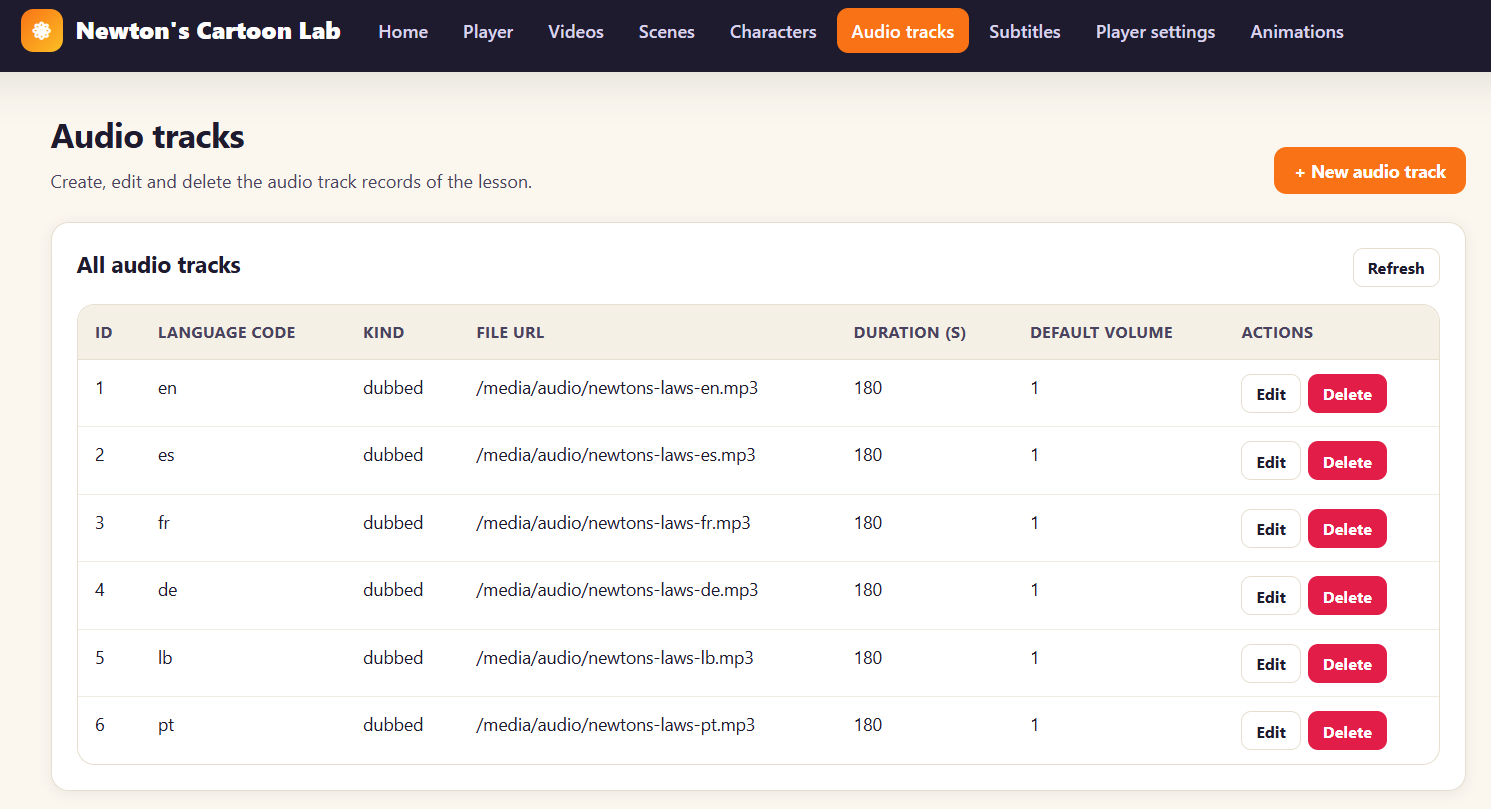 Newton's Cartoon Lab Home Player Videos Scenes Characters Audio tracks Subtitles Player settings Animations
Audio tracks
Create, edit and delete the audio track records of the lesson.
+ New audio track
All audio tracks
Refresh
ID LANGUAGE CODE KIND FILE URL DURATION (S) DEFAULT VOLUME ACTIONS
1 en dubbed /media/audio/newtons-laws-en.mp3 180 1 Edit Delete
2 es dubbed /media/audio/newtons-laws-es.mp3 180 1 Edit Delete
3 fr dubbed /media/audio/newtons-laws-fr.mp3 180 1 Edit Delete
4 de dubbed /media/audio/newtons-laws-de.mp3 180 1 Edit Delete
5 lb dubbed /media/audio/newtons-laws-lb.mp3 180 1 Edit Delete
6 pt dubbed /media/audio/newtons-laws-pt.mp3 180 1 Edit Delete